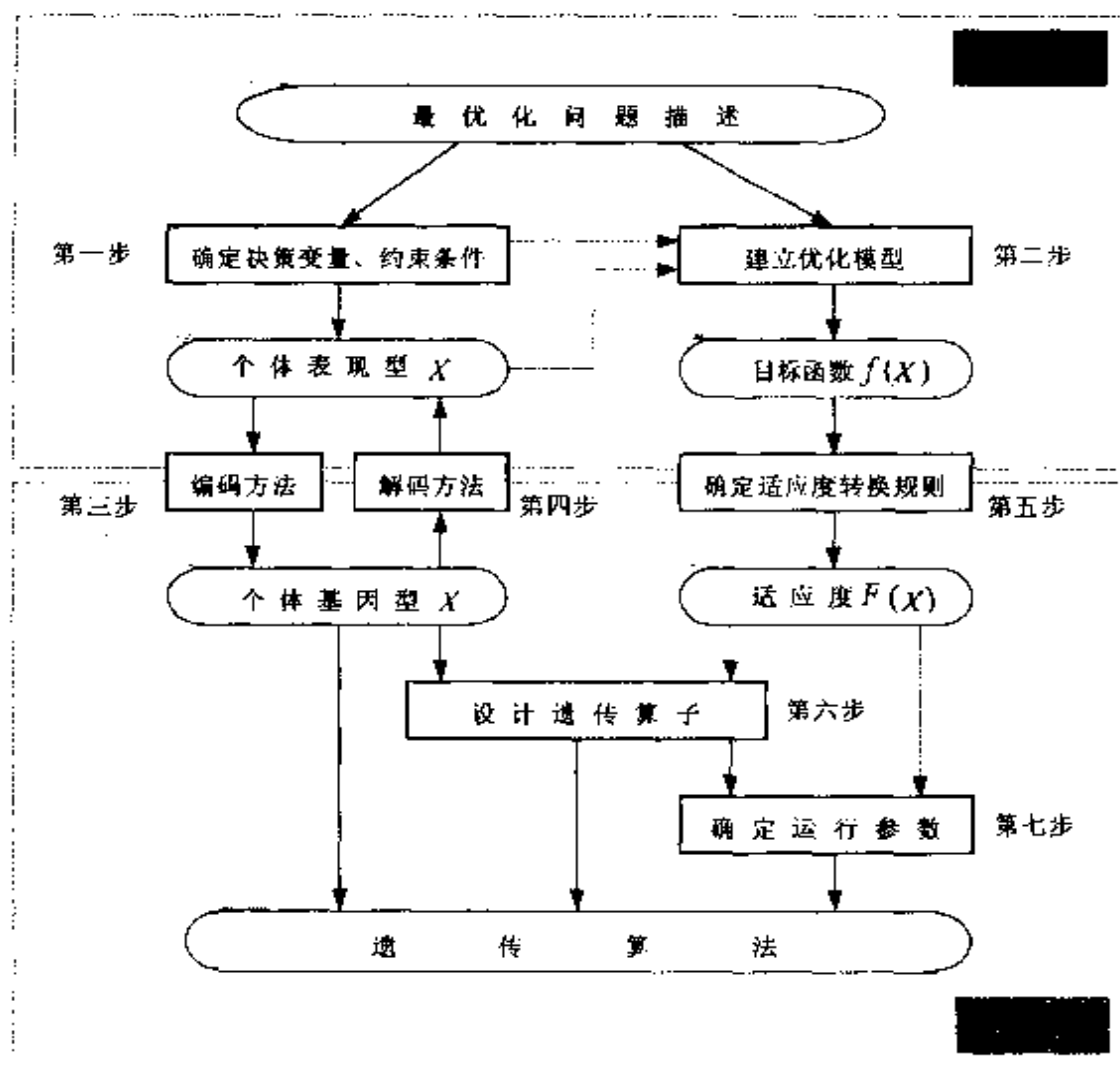 最优化问题描述
第一步
确定决策变量、约束条件
建立优化模型
第二步
个体表现型 X
目标函数 f(X)
第三步
编码方法
解码方法
第四步
确定适应度转换规则
第五步
个体基因型 X
适应度 F(X)
设计遗传算子
第六步
确定运行参数
第七步
遗传算法